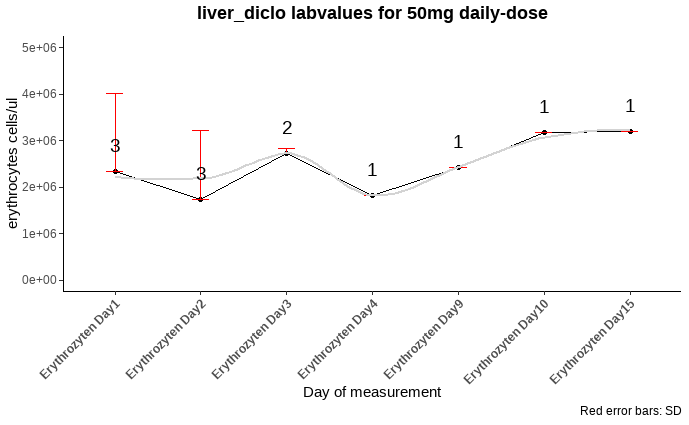 liver_diclo labvalues for 50mg daily-dose
erythrocytes cells/ul
5e+06
4e+06
3e+06
2e+06
1e+06
0e+00
3
3
2
1
1
1
1
Erythrozyten Day1
Erythrozyten Day2
Erythrozyten Day3
Erythrozyten Day4
Erythrozyten Day9
Erythrozyten Day10
Erythrozyten Day15
Day of measurement
Red error bars: SD